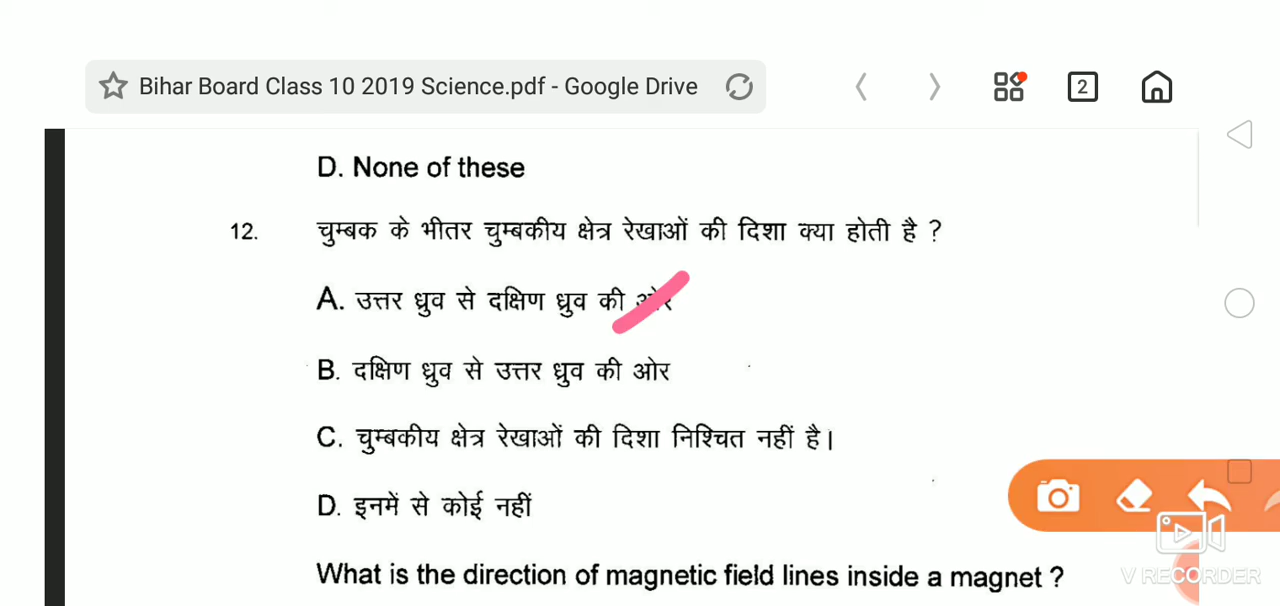 Bihar Board Class 10 2019 Science.pdf - Google Drive
2
D. None of these
12. चुम्बक के भीतर चुम्बकीय क्षेत्र रेखाओं की दिशा क्या होती है ?
A. उत्तर ध्रुव से दक्षिण ध्रुव की ओर
B. दक्षिण ध्रुव से उत्तर ध्रुव की ओर
C. चुम्बकीय क्षेत्र रेखाओं की दिशा निश्चित नहीं है।
D. इनमें से कोई नहीं
What is the direction of magnetic field lines inside a magnet ?
V RECORDER